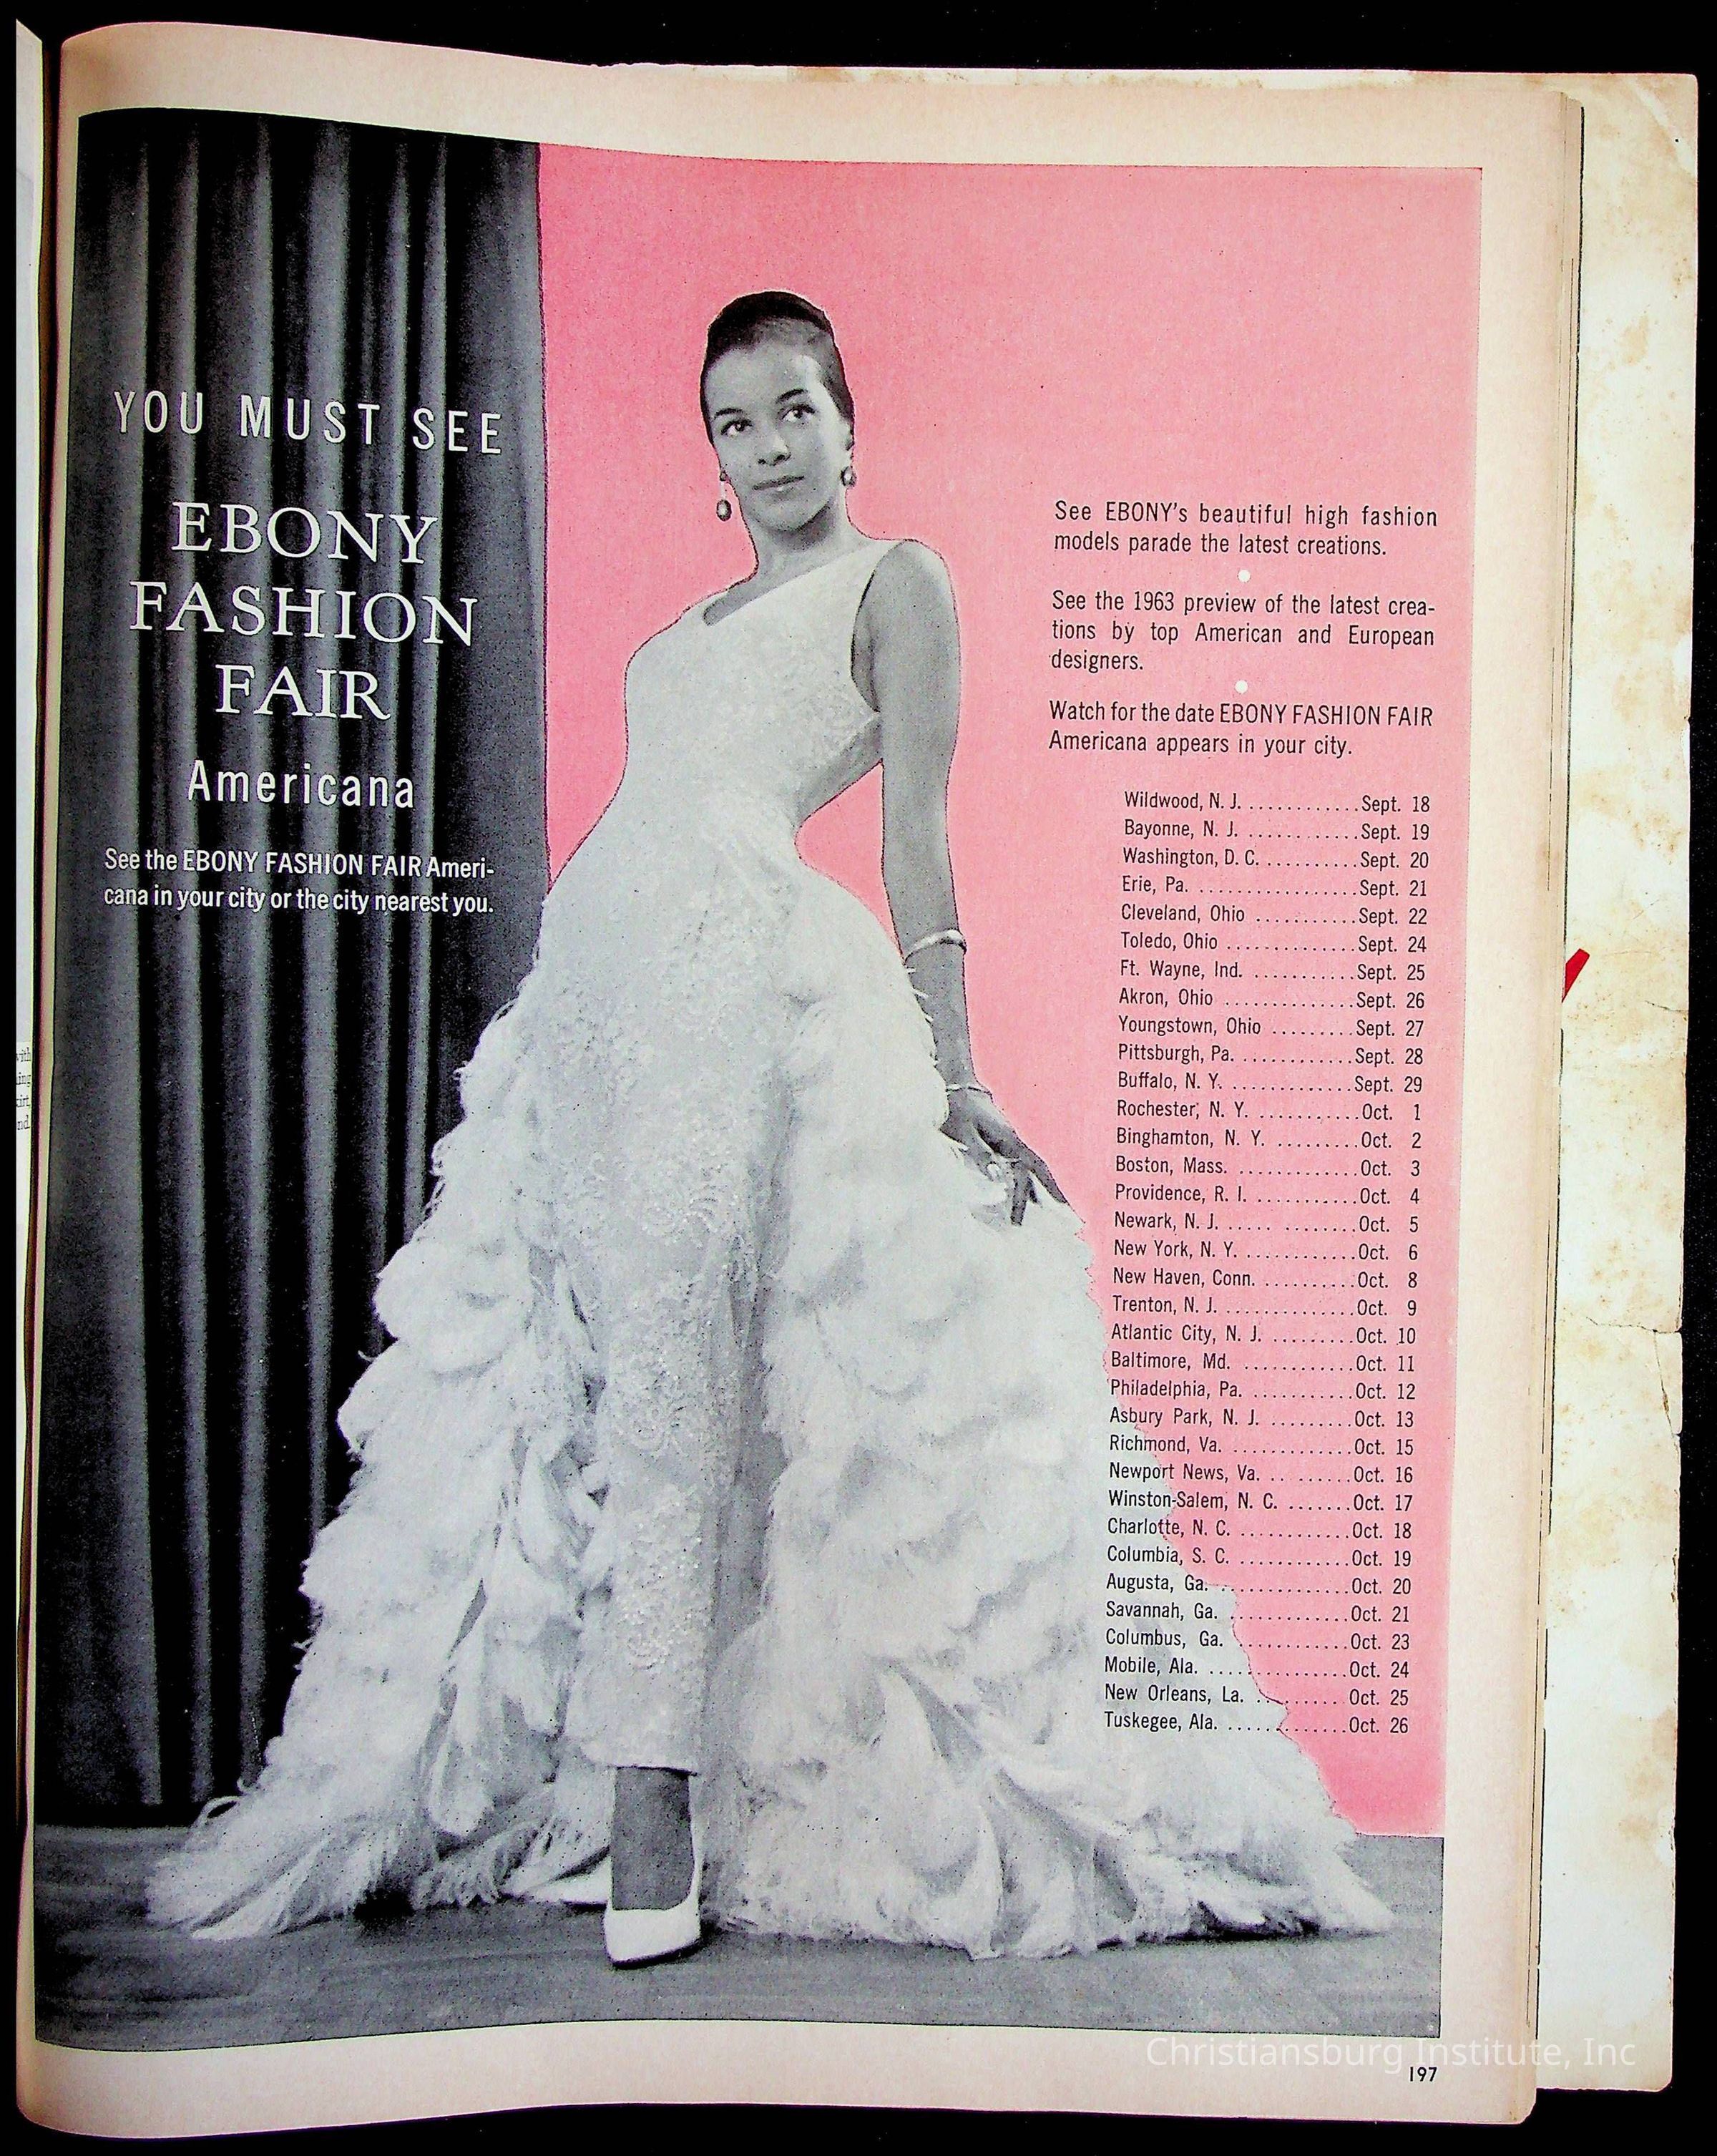 YOU MUST SEE
EBONY
FASHION
FAIR
Americana
See the EBONY FASHION FAIR Ameri-
cana in your city or the city nearest you.
See EBONY's beautiful high fashion
models parade the latest creations.
See the 1963 preview of the latest crea-
tions by top American and European
designers.
Watch for the date EBONY FASHION FAIR
Americana appears in your city.
Wildwood, N. J. ............. Sept. 18
Bayonne, N. J. ............. Sept. 19
Washington, D. C. .......... Sept. 20
Erie, Pa. ................. Sept. 21
Cleveland, Ohio ........... Sept. 22
Toledo, Ohio .............. Sept. 24
Ft. Wayne, Ind. ........... Sept. 25
Akron, Ohio .............. Sept. 26
Youngstown, Ohio ......... Sept. 27
Pittsburgh, Pa. ............ Sept. 28
Buffalo, N. Y. ............. Sept. 29
Rochester, N. Y. ........... Oct. 1
Binghamton, N. Y. ......... Oct. 2
Boston, Mass. ............. Oct. 3
Providence, R. I. ........... Oct. 4
Newark, N. J. ..... ........ Oct. 5
New York, N. Y. ............ Oct. 6
New Haven, Conn. .......... Oct. 8
Trenton, N. J. .............. Oct. 9
Atlantic City, N. J. ......... Oct. 10
Baltimore, Md. ............ Oct. 11
Philadelphia, Pa. ........... Oct. 12
Asbury Park, N. J. ......... Oct. 13
Richmond, Va. ............. Oct. 15
Newport News, Va. .. ...... Oct. 16
Winston-Salem, N. C. ....... Oct. 17
Charlotte, N. C. ............ Oct. 18
Columbia, S. C. ............ Oct. 19
Augusta, Ga. .............. Oct. 20
Savannah, Ga. ............. Oct. 21
Columbus, Ga. ............ Oct. 23
Mobile, Ala. ............... Oct. 24
New Orleans, La. .......... Oct. 25
Tuskegee, Ala. ............. Oct. 26
Christiansburg Institute, Inc
197